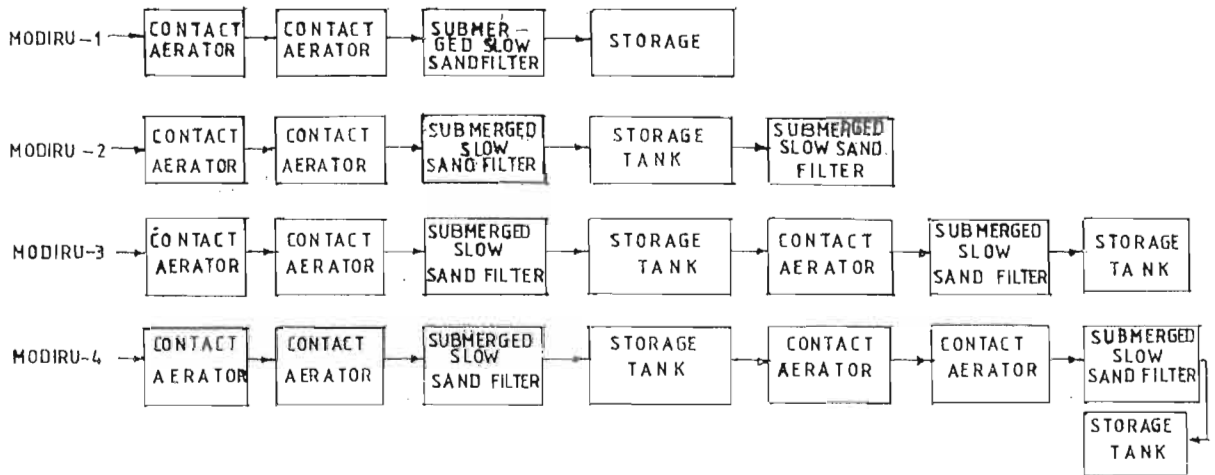 MODIRU-1
CONTACT
AERATOR
CONTACT
AERATOR
SUBMER-
GED SLOW
SANDFILTER
STORAGE
MODIRU-2
CONTACT
AERATOR
CONTACT
AERATOR
SUBMERGED
SLOW
SAND FILTER
STORAGE
TANK
SUBMERGED
SLOW SAND
FILTER
MODIRU-3
CONTACT
AERATOR
CONTACT
AERATOR
SUBMERGED
SLOW
SAND FILTER
STORAGE
TANK
CONTACT
AERATOR
SUBMERGED
SLOW
SAND FILTER
STORAGE
TANK
MODIRU-4
CONTACT
AERATOR
CONTACT
AERATOR
SUBMERGED
SLOW
SAND FILTER
STORAGE
TANK
CONTACT
AERATOR
CONTACT
AERATOR
SUBMERGED
SLOW
SAND FILTER
STORAGE
TANK